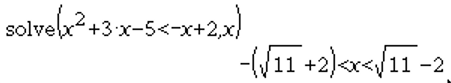 solve(x²+3·x-5<⁻x+2,x)
-(√11+2)<x<√11-2